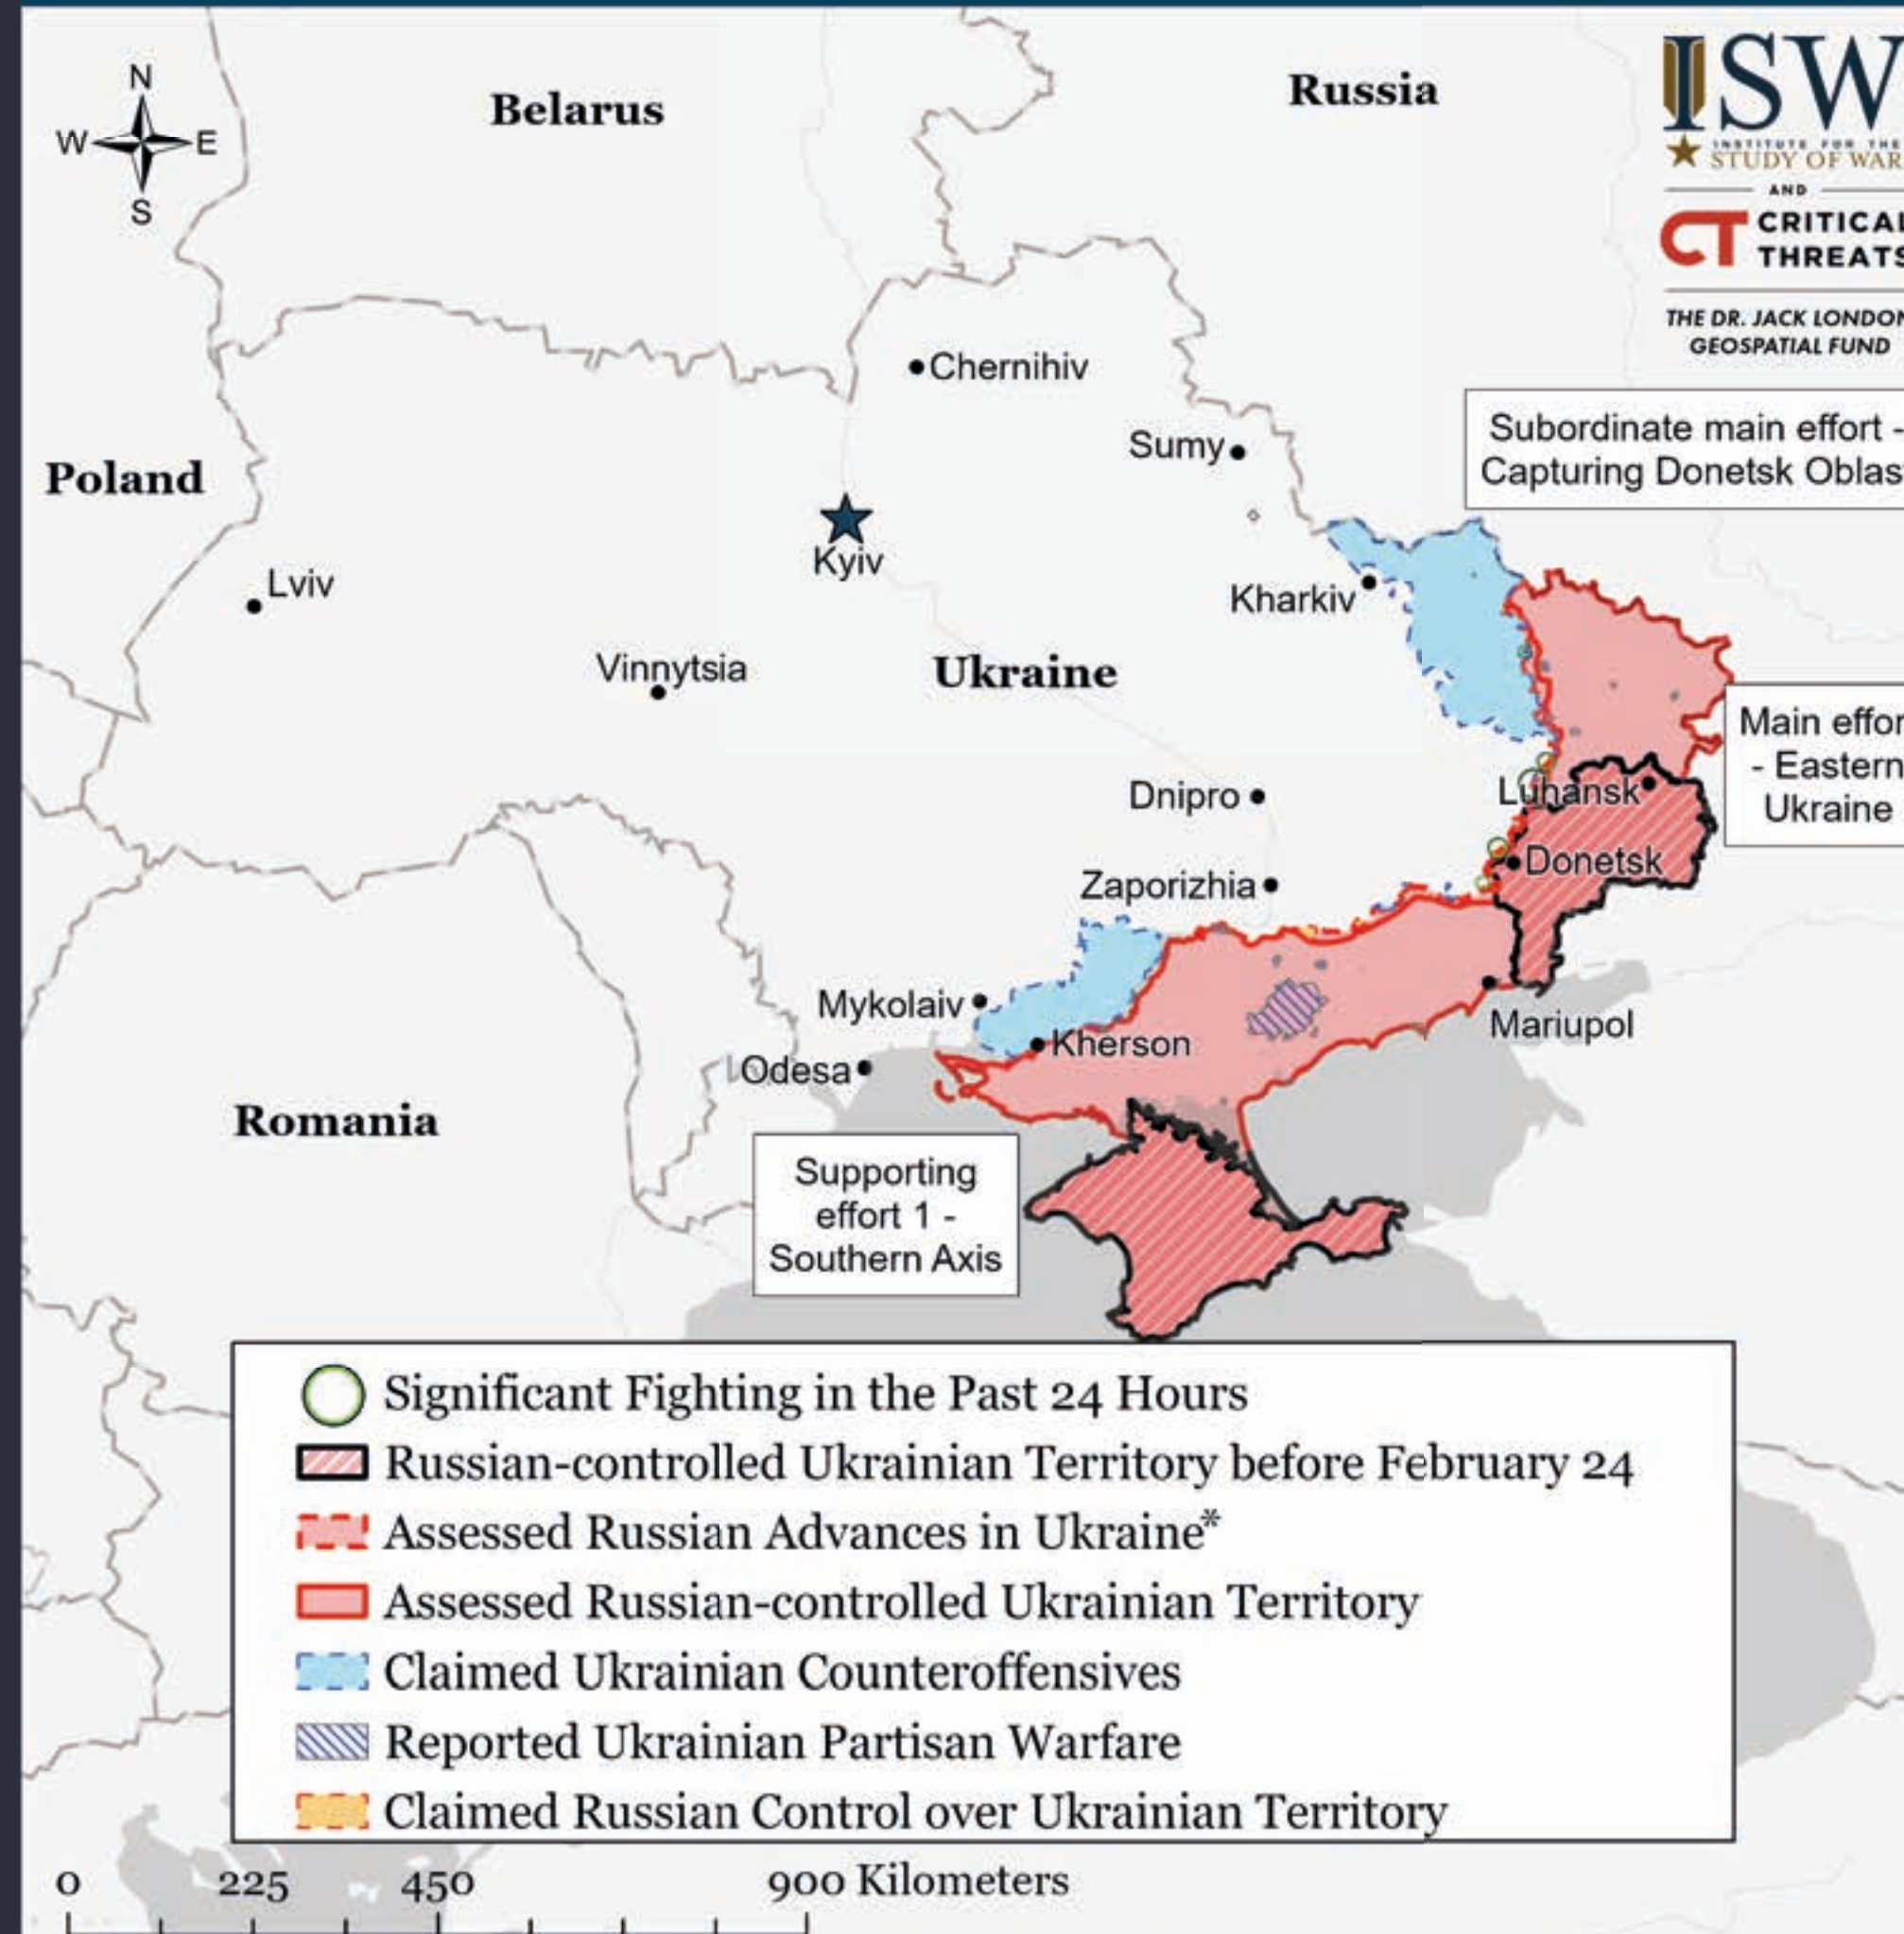 N
W
E
S
Belarus
Russia
ISW
INSTITUTE FOR THE
STUDY OF WAR
AND
CT CRITICAL
THREATS
THE DR. JACK LONDON
GEOSPATIAL FUND
Chernihiv
Subordinate main effort -
Capturing Donetsk Oblas
Sumy
Poland
Kyiv
Lviv
Kharkiv
Vinnytsia
Ukraine
Main effor
- Eastern
Ukraine
Dnipro
Luhansk
Donetsk
Zaporizhia
Mykolaiv
Mariupol
Kherson
Odesa
Romania
Supporting
effort 1 -
Southern Axis
Significant Fighting in the Past 24 Hours
Russian-controlled Ukrainian Territory before February 24
Assessed Russian Advances in Ukraine*
Assessed Russian-controlled Ukrainian Territory
Claimed Ukrainian Counteroffensives
Reported Ukrainian Partisan Warfare
Claimed Russian Control over Ukrainian Territory
0 225 450 900 Kilometers